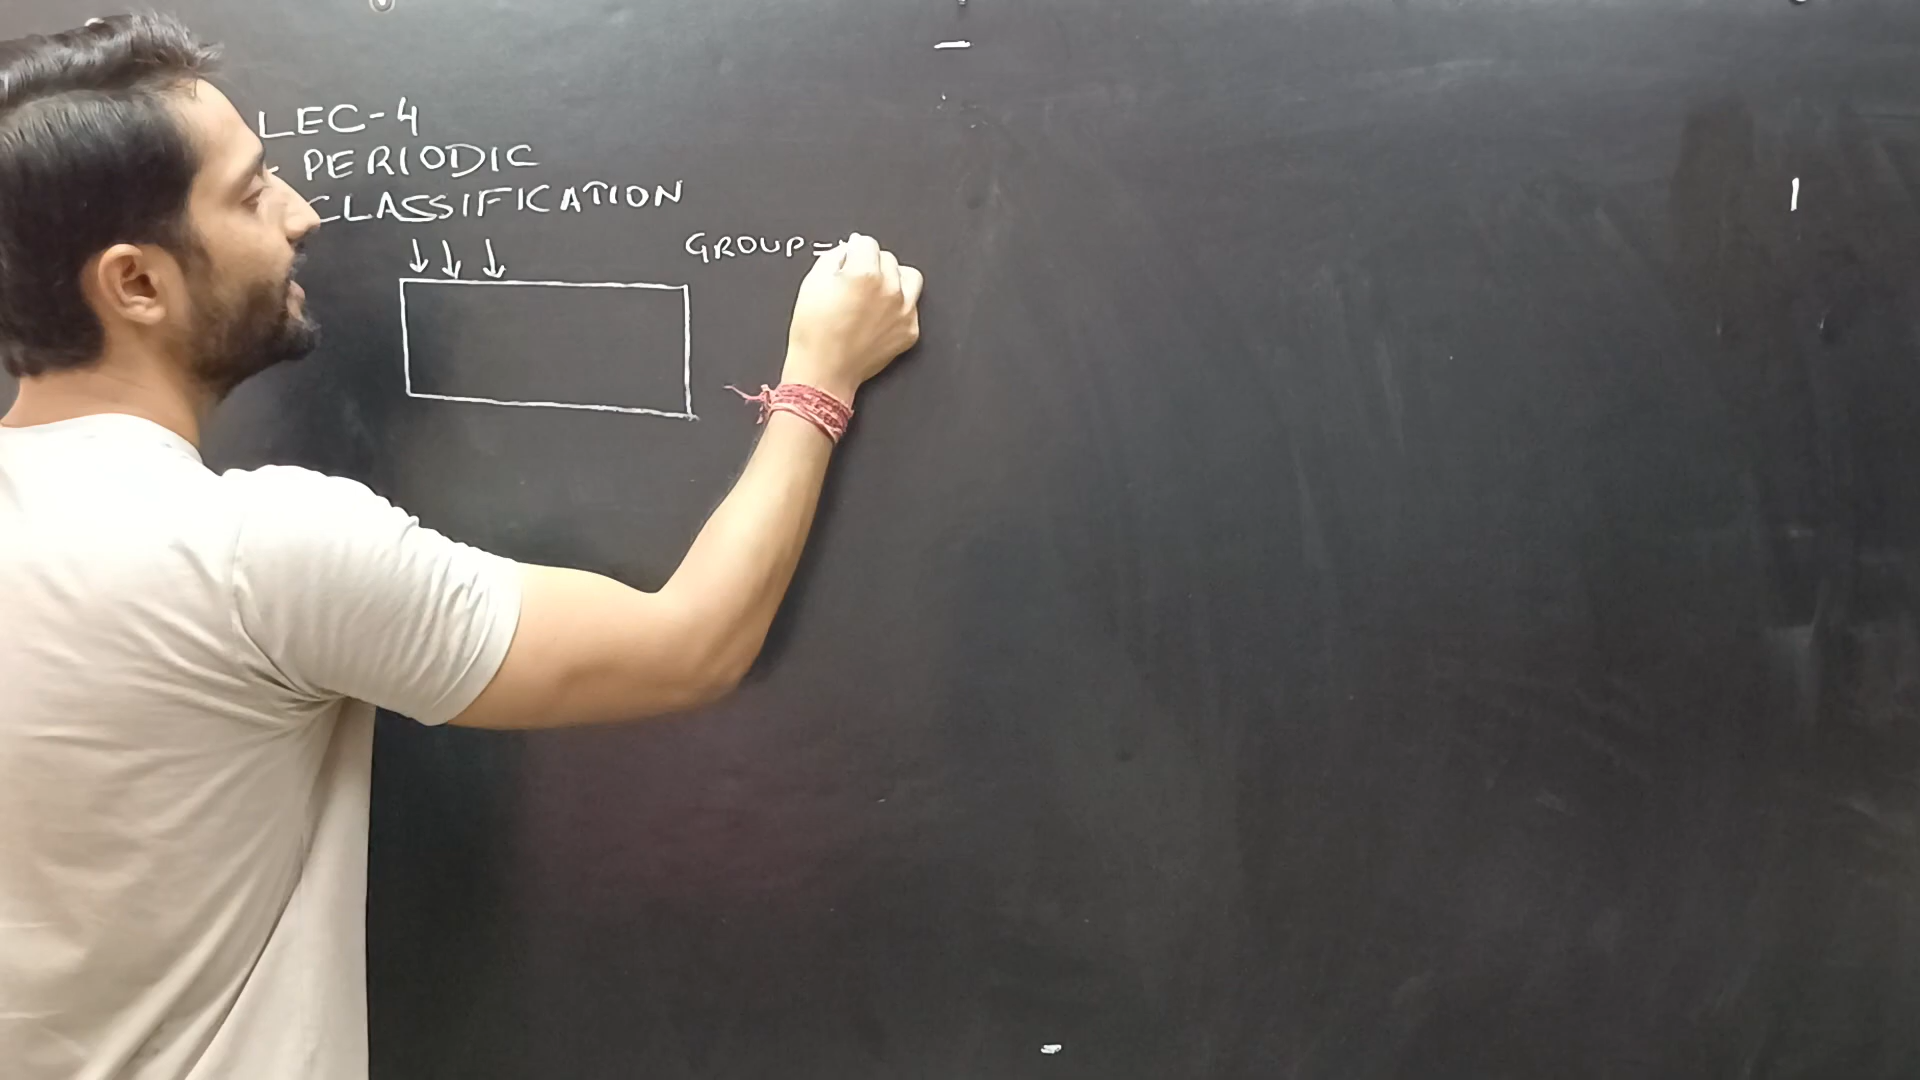 LEC-4
- PERIODIC
CLASSIFICATION
GROUP =